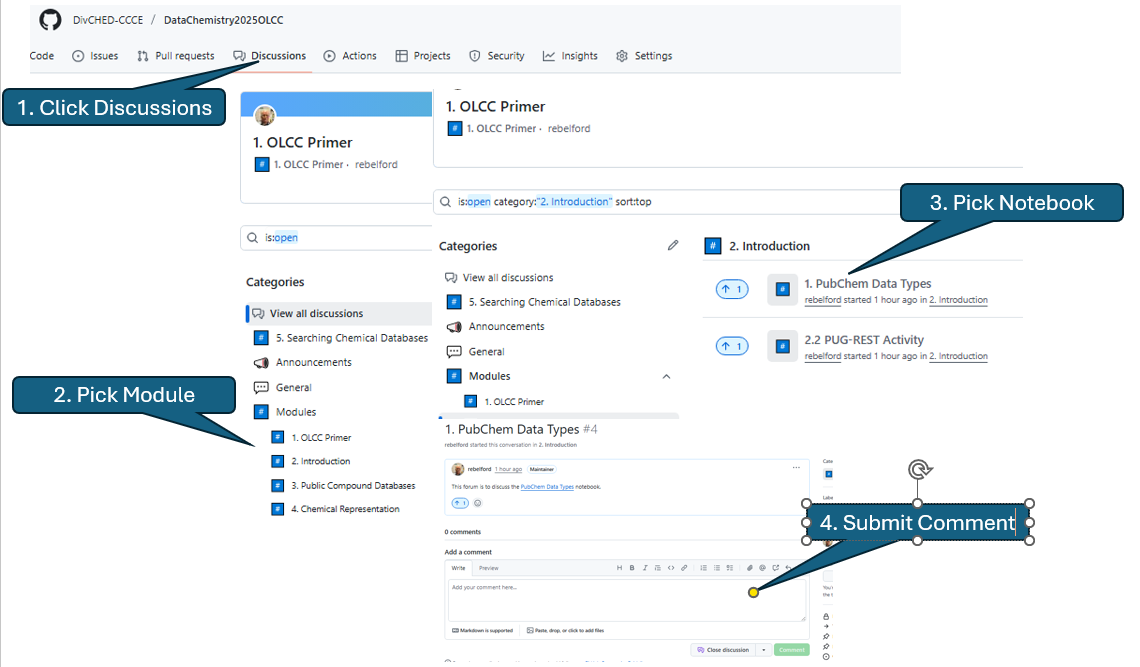 DivCHED-CCCE / DataChemistry2025OLCC
Code Issues Pull requests Discussions Actions Projects Security Insights Settings
1. Click Discussions
1. OLCC Primer
1. OLCC Primer · rebelford
is:open
Categories
View all discussions
5. Searching Chemical Databases
Announcements
General
Modules
1. OLCC Primer
2. Introduction
3. Public Compound Databases
4. Chemical Representation
2. Pick Module
1. OLCC Primer
1. OLCC Primer · rebelford
is:open category:"2. Introduction" sort:top
Categories
View all discussions
5. Searching Chemical Databases
Announcements
General
Modules
1. OLCC Primer
3. Pick Notebook
2. Introduction
1
1. PubChem Data Types
rebelford started 1 hour ago in 2. Introduction
1
2.2 PUG-REST Activity
rebelford started 1 hour ago in 2. Introduction
1. PubChem Data Types #4
rebelford started this conversation in 2. Introduction
rebelford 1 hour ago Maintainer
This forum is to discuss the PubChem Data Types notebook.
1
0 comments
Add a comment
Write Preview
H B I
Add your comment here...
Markdown is supported Paste, drop, or click to add files
Close discussion Comment
4. Submit Comment